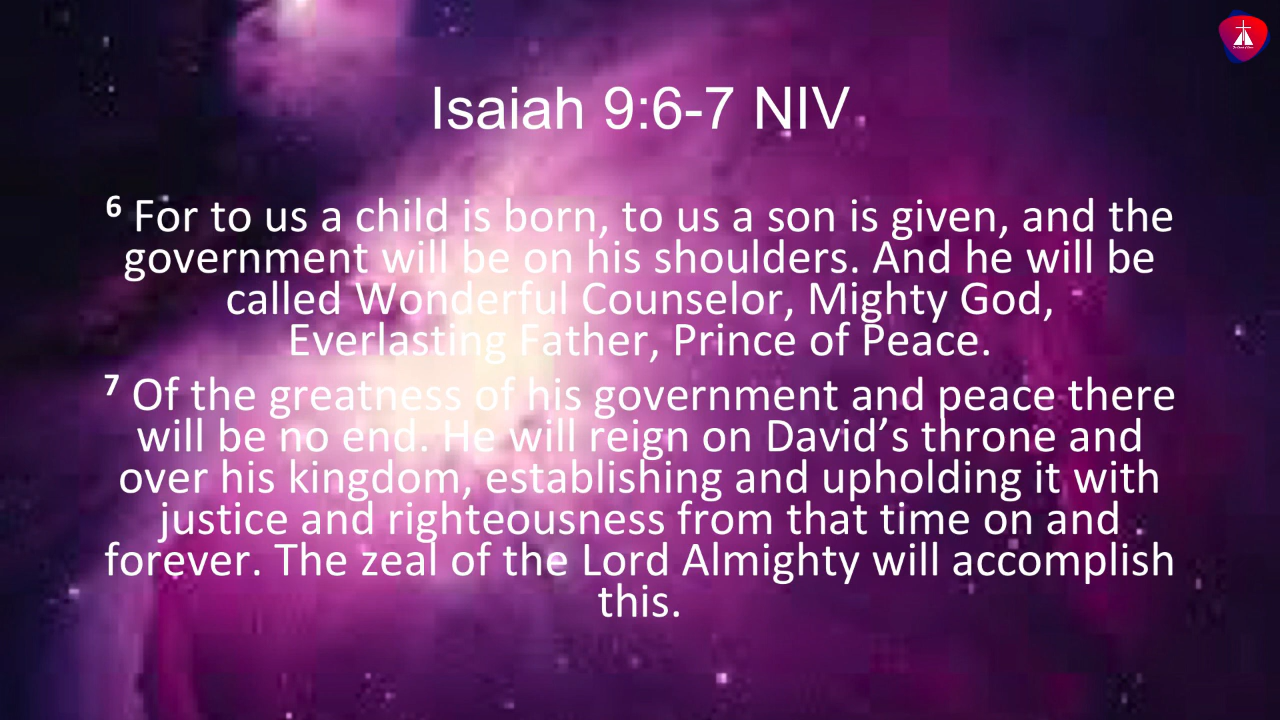 Isaiah 9:6-7 NIV
⁶ For to us a child is born, to us a son is given, and the
government will be on his shoulders. And he will be
called Wonderful Counselor, Mighty God,
Everlasting Father, Prince of Peace.
⁷ Of the greatness of his government and peace there
will be no end. He will reign on David’s throne and
over his kingdom, establishing and upholding it with
justice and righteousness from that time on and
forever. The zeal of the Lord Almighty will accomplish
this.